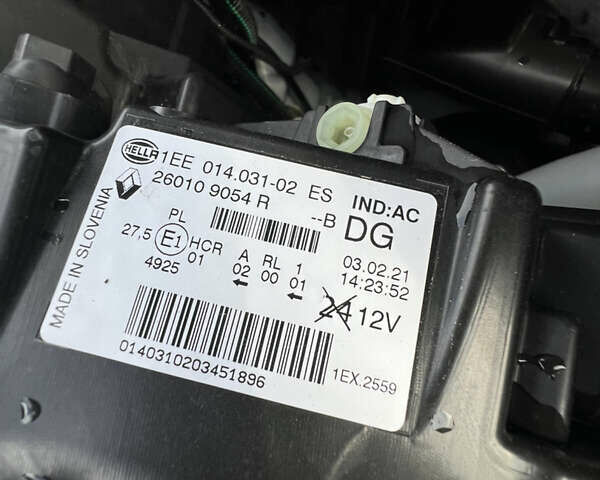 HELLA 1EE 014.031-02 ES IND:AC
26010 9054 R --B DG
MADE IN SLOVENIA
PL
27,5 E1 HCR A RL 1 03.02.21
01 02 00 01 14:23:52
4925 ← ←
24 12V
0140310203451896 1EX.2559